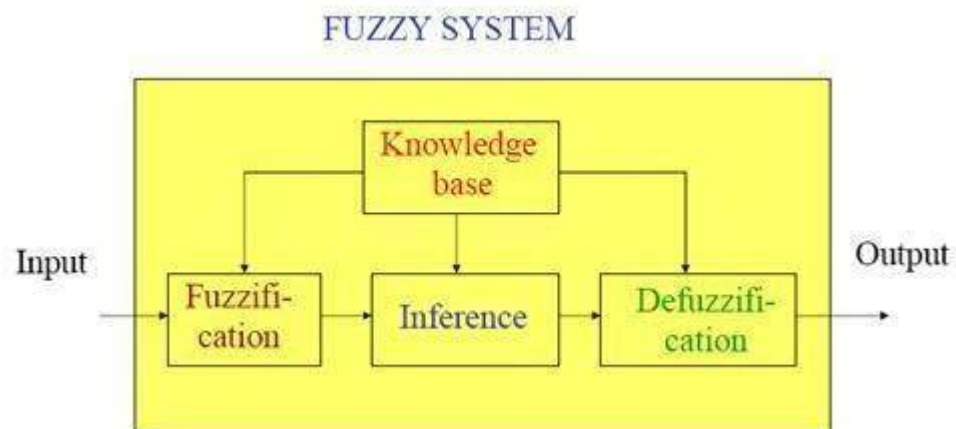 FUZZY SYSTEM
Knowledge
base
Input
Output
Fuzzifi-
cation
Inference
Defuzzifi-
cation